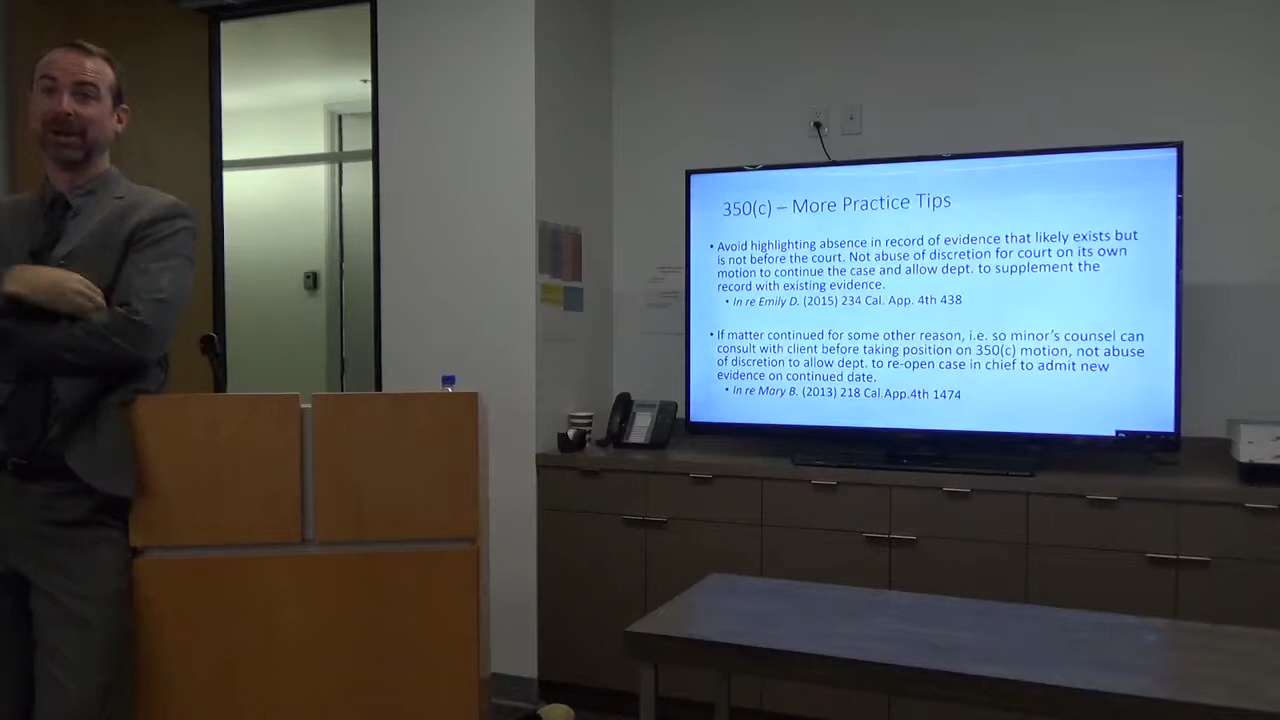 350(c) – More Practice Tips
• Avoid highlighting absence in record of evidence that likely exists but
is not before the court. Not abuse of discretion for court on its own
motion to continue the case and allow dept. to supplement the
record with existing evidence.
• In re Emily D. (2015) 234 Cal. App. 4th 438
• If matter continued for some other reason, i.e. so minor's counsel can
consult with client before taking position on 350(c) motion, not abuse
of discretion to allow dept. to re-open case in chief to admit new
evidence on continued date.
• In re Mary B. (2013) 218 Cal.App.4th 1474